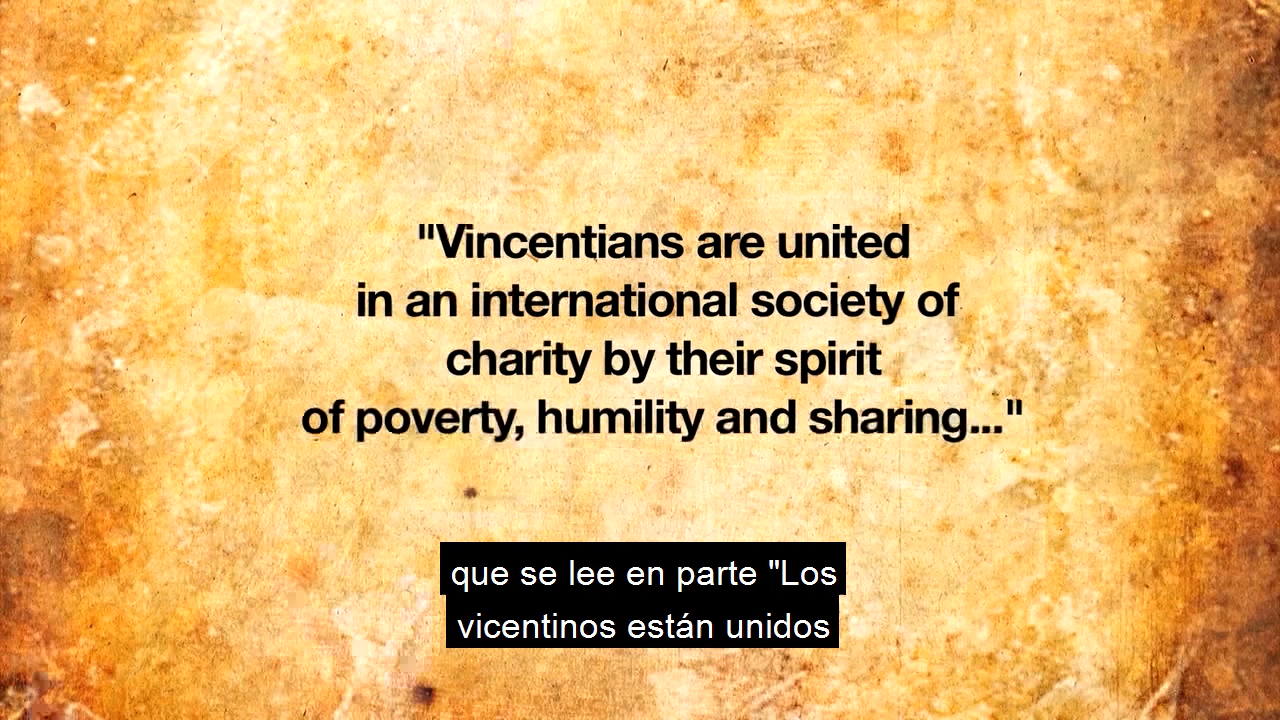 "Vincentians are united
in an international society of
charity by their spirit
of poverty, humility and sharing..."
que se lee en parte "Los
vicentinos están unidos